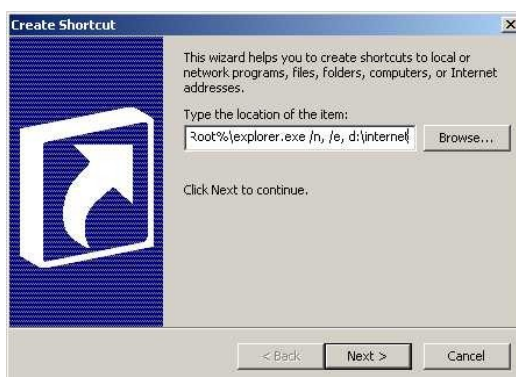 Create Shortcut
This wizard helps you to create shortcuts to local or
network programs, files, folders, computers, or Internet
addresses.
Type the location of the item:
Root%\explorer.exe /n, /e, d:\internet
Browse...
Click Next to continue.
< Back
Next >
Cancel